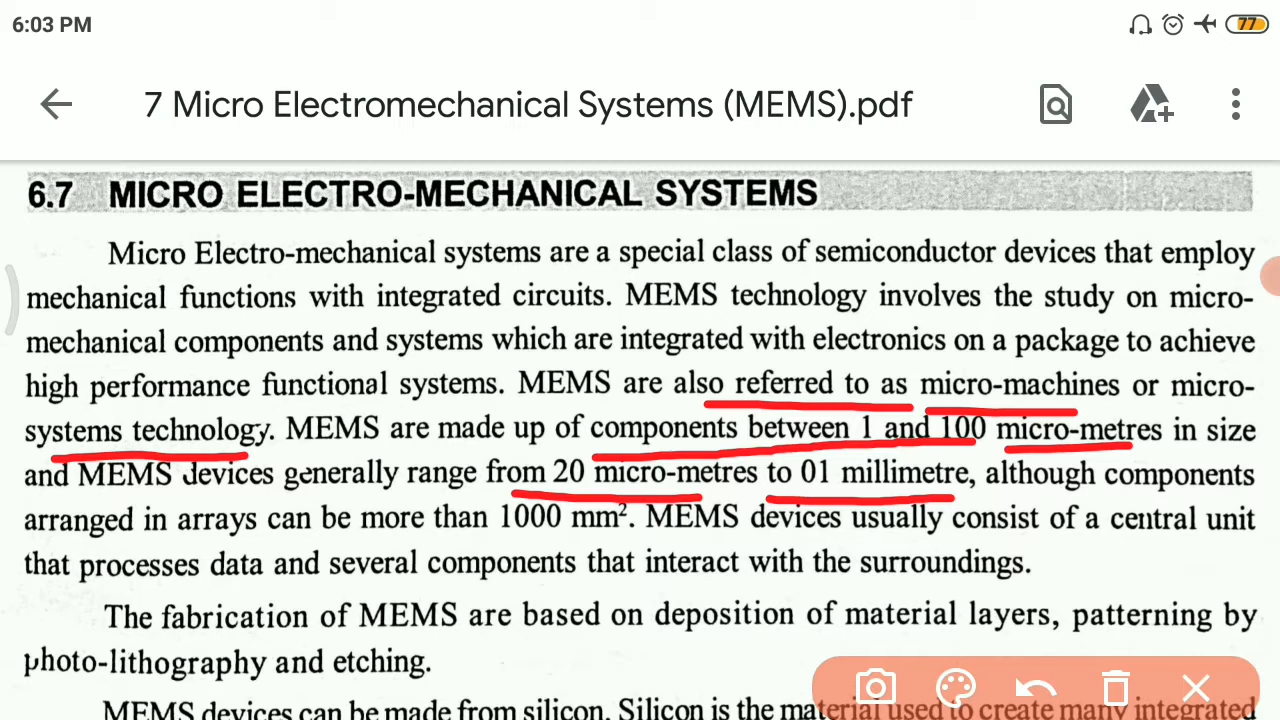 6:03 PM
77
7 Micro Electromechanical Systems (MEMS).pdf
6.7 MICRO ELECTRO-MECHANICAL SYSTEMS
Micro Electro-mechanical systems are a special class of semiconductor devices that employ
mechanical functions with integrated circuits. MEMS technology involves the study on micro-
mechanical components and systems which are integrated with electronics on a package to achieve
high performance functional systems. MEMS are also referred to as micro-machines or micro-
systems technology. MEMS are made up of components between 1 and 100 micro-metres in size
and MEMS devices generally range from 20 micro-metres to 01 millimetre, although components
arranged in arrays can be more than 1000 mm². MEMS devices usually consist of a central unit
that processes data and several components that interact with the surroundings.
The fabrication of MEMS are based on deposition of material layers, patterning by
photo-lithography and etching.
MEMS devices can be made from silicon. Silicon is the material used to create many integrated